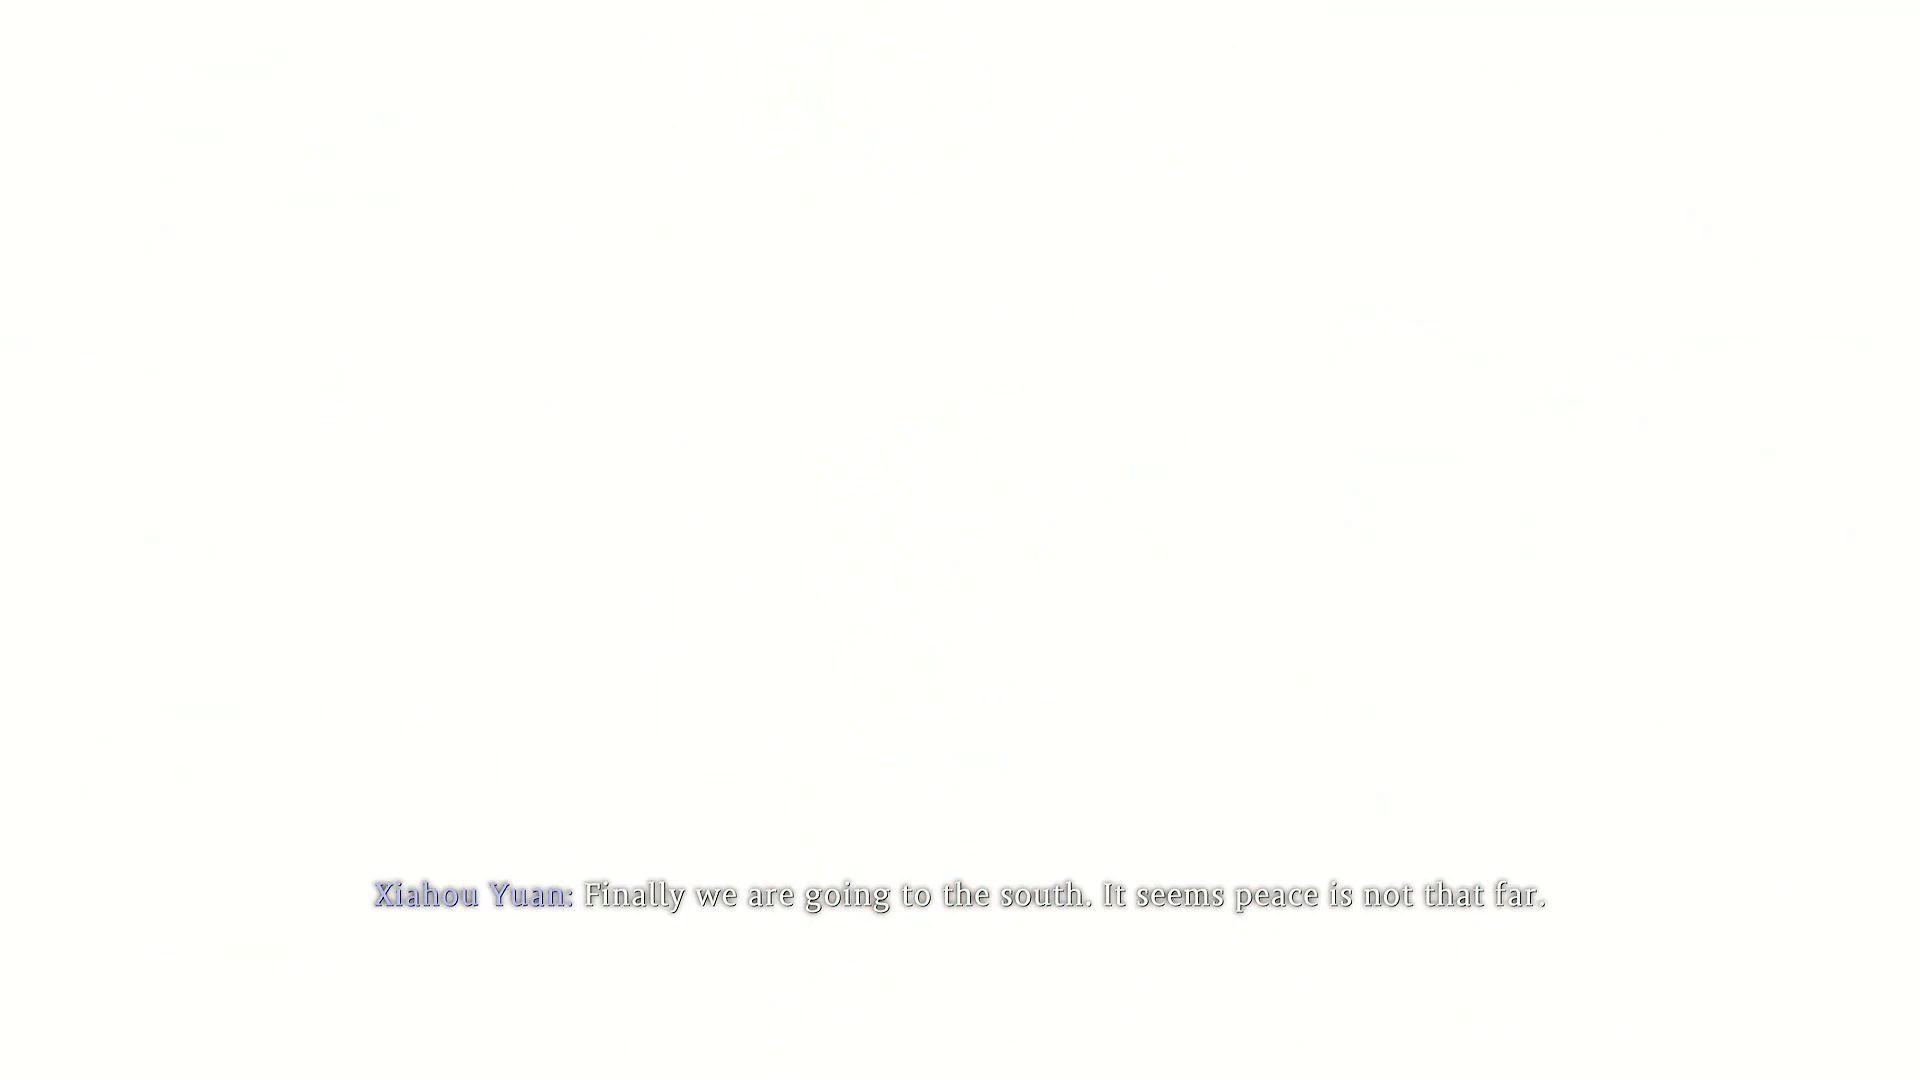 Xiahou Yuan: Finally we are going to the south. It seems peace is not that far.